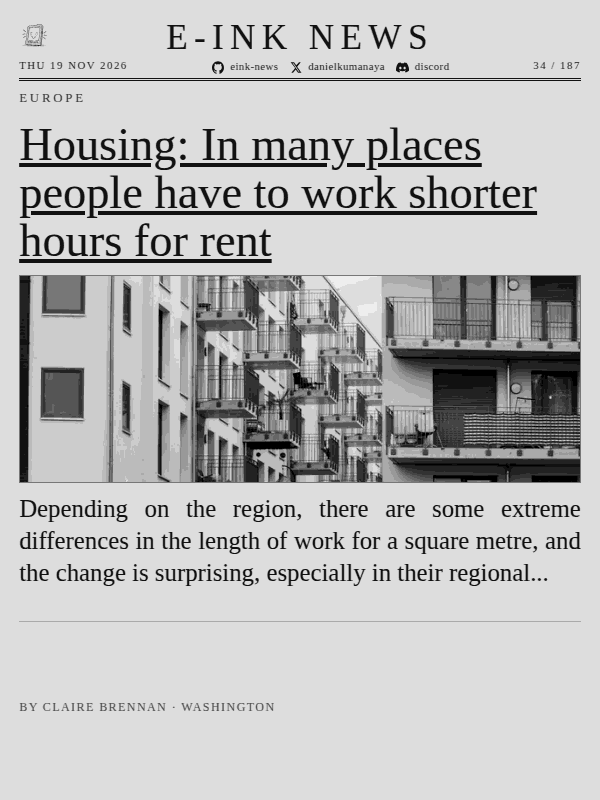 E-INK NEWS
THU 19 NOV 2026
eink-news
danielkumanaya
discord
34 / 187
EUROPE
Housing: In many places
people have to work shorter
hours for rent
Depending on the region, there are some extreme
differences in the length of work for a square metre, and
the change is surprising, especially in their regional...
BY CLAIRE BRENNAN · WASHINGTON